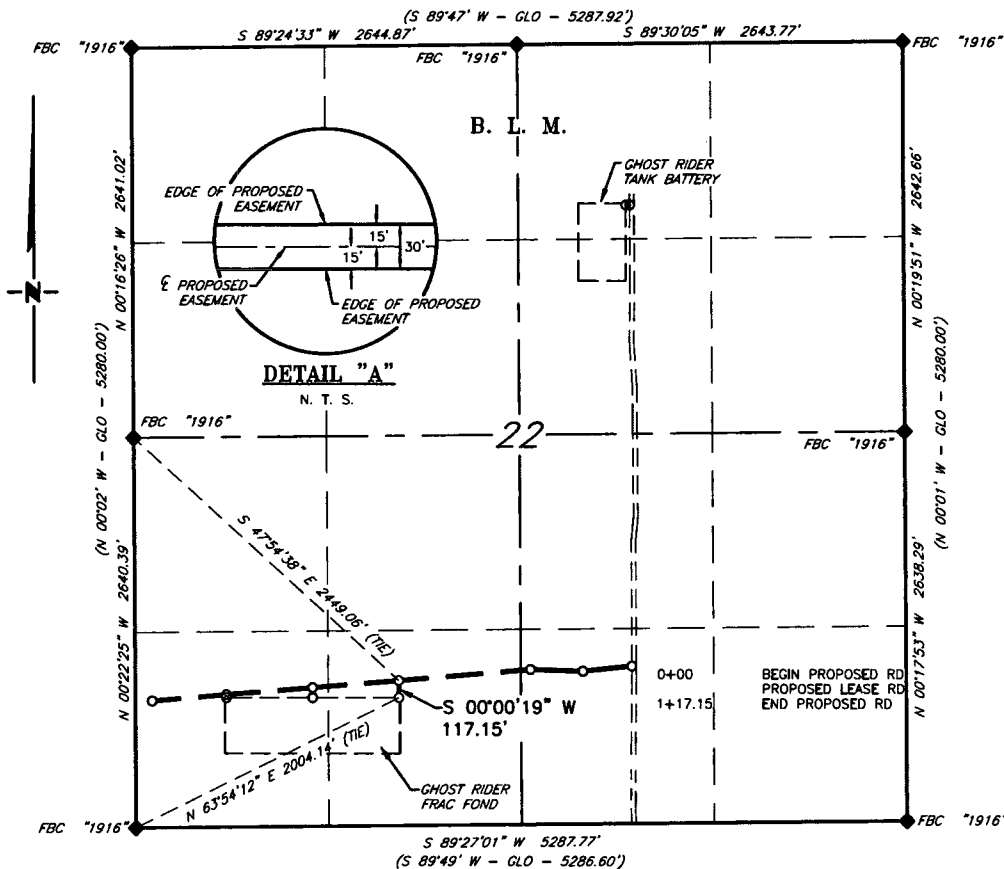 (S 89°47' W - GLO - 5287.92')
S 89°24'33" W 2644.87'
S 89°30'05" W 2643.77'
FBC "1916"
FBC "1916"
FBC "1916"
B. L. M.
GHOST RIDER
TANK BATTERY
EDGE OF PROPOSED
EASEMENT
15'
15'
30'
℄ PROPOSED
EASEMENT
EDGE OF PROPOSED
EASEMENT
DETAIL "A"
N. T. S.
N
N 00°16'26" W 2641.02'
N 00°19'51" W 2642.66'
(N 00°02' W - GLO - 5280.00')
(N 00°01' W - GLO - 5280.00')
FBC "1916"
22
FBC "1916"
S 47°54'38" E 2449.06' (TIE)
N 00°22'25" W 2640.39'
N 00°17'53" W 2638.29'
0+00 BEGIN PROPOSED RD
PROPOSED LEASE RD
1+17.15 END PROPOSED RD
S 00°00'19" W
117.15'
N 63°54'12" E 2004.14' (TIE)
GHOST RIDER
FRAC FOND
FBC "1916"
FBC "1916'
S 89°27'01" W 5287.77'
(S 89°49' W - GLO - 5286.60')